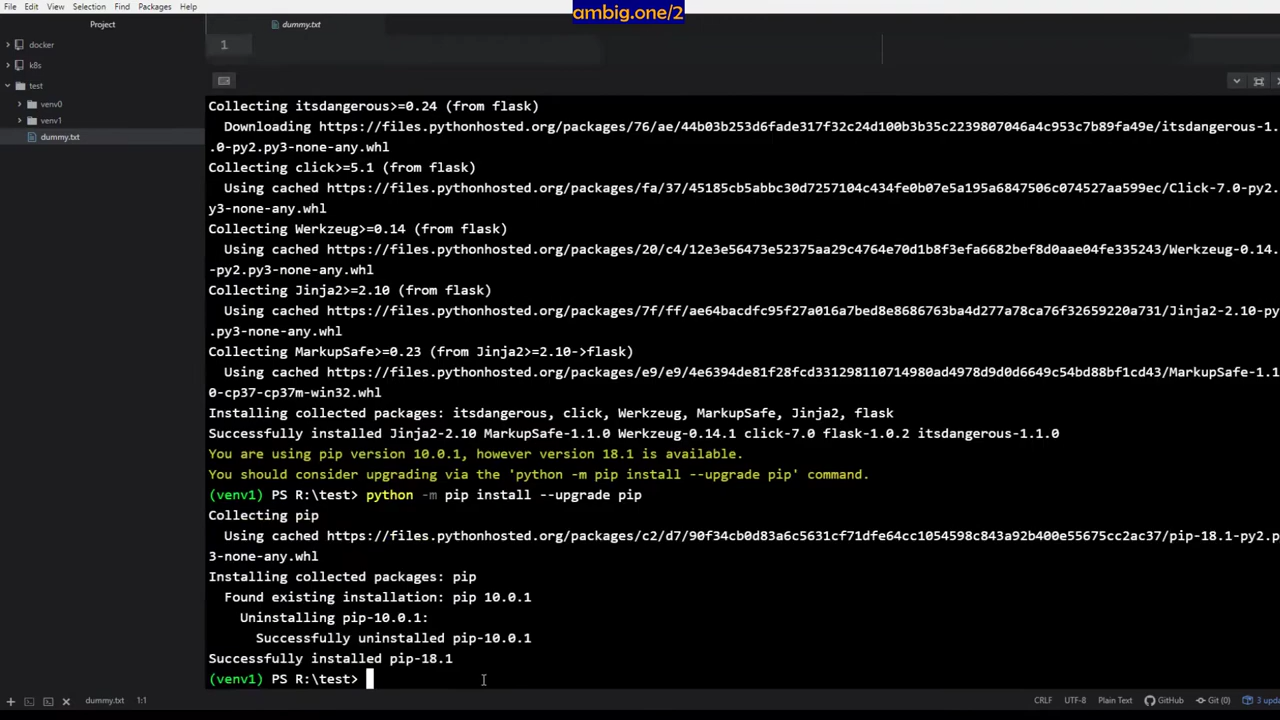 File Edit View Selection Find Packages Help
ambig.one/2
Project
dummy.txt
docker
k8s
test
venv0
venv1
dummy.txt
1
Collecting itsdangerous>=0.24 (from flask)
Downloading https://files.pythonhosted.org/packages/76/ae/44b03b253d6fade317f32c24d100b3b35c2239807046a4c953c7b89fa49e/itsdangerous-1.
.0-py2.py3-none-any.whl
Collecting click>=5.1 (from flask)
Using cached https://files.pythonhosted.org/packages/fa/37/45185cb5abbc30d7257104c434fe0b07e5a195a6847506c074527aa599ec/Click-7.0-py2.
y3-none-any.whl
Collecting Werkzeug>=0.14 (from flask)
Using cached https://files.pythonhosted.org/packages/20/c4/12e3e56473e52375aa29c4764e70d1b8f3efa6682bef8d0aae04fe335243/Werkzeug-0.14.
-py2.py3-none-any.whl
Collecting Jinja2>=2.10 (from flask)
Using cached https://files.pythonhosted.org/packages/7f/ff/ae64bacdfc95f27a016a7bed8e8686763ba4d277a78ca76f32659220a731/Jinja2-2.10-py
.py3-none-any.whl
Collecting MarkupSafe>=0.23 (from Jinja2>=2.10->flask)
Using cached https://files.pythonhosted.org/packages/e9/e9/4e6394de81f28fcd331298110714980ad4978d9d0d6649c54bd88bf1cd43/MarkupSafe-1.1
0-cp37-cp37m-win32.whl
Installing collected packages: itsdangerous, click, Werkzeug, MarkupSafe, Jinja2, flask
Successfully installed Jinja2-2.10 MarkupSafe-1.1.0 Werkzeug-0.14.1 click-7.0 flask-1.0.2 itsdangerous-1.1.0
You are using pip version 10.0.1, however version 18.1 is available.
You should consider upgrading via the 'python -m pip install --upgrade pip' command.
(venv1) PS R:\test> python -m pip install --upgrade pip
Collecting pip
Using cached https://files.pythonhosted.org/packages/c2/d7/90f34cb0d83a6c5631cf71dfe64cc1054598c843a92b400e55675cc2ac37/pip-18.1-py2.p
3-none-any.whl
Installing collected packages: pip
Found existing installation: pip 10.0.1
Uninstalling pip-10.0.1:
Successfully uninstalled pip-10.0.1
Successfully installed pip-18.1
(venv1) PS R:\test>
dummy.txt 1:1
CRLF UTF-8 Plain Text GitHub Git (0) 3 upd